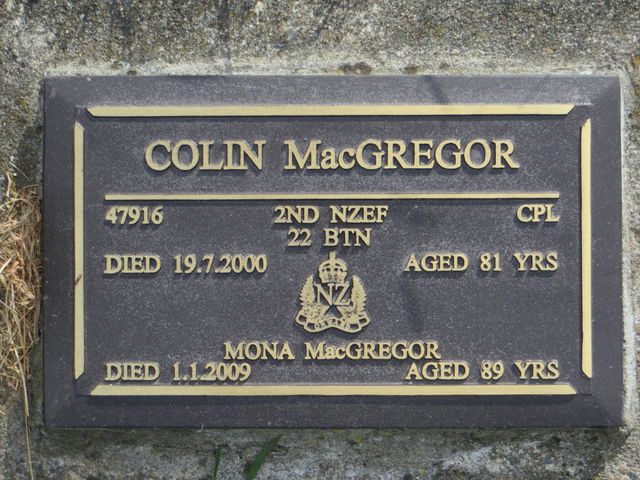 COLIN MacGREGOR
47916 2ND NZEF CPL
22 BTN
DIED 19.7.2000 AGED 81 YRS
NZ
ONWARD
MONA MacGREGOR
DIED 1.1.2009 AGED 89 YRS